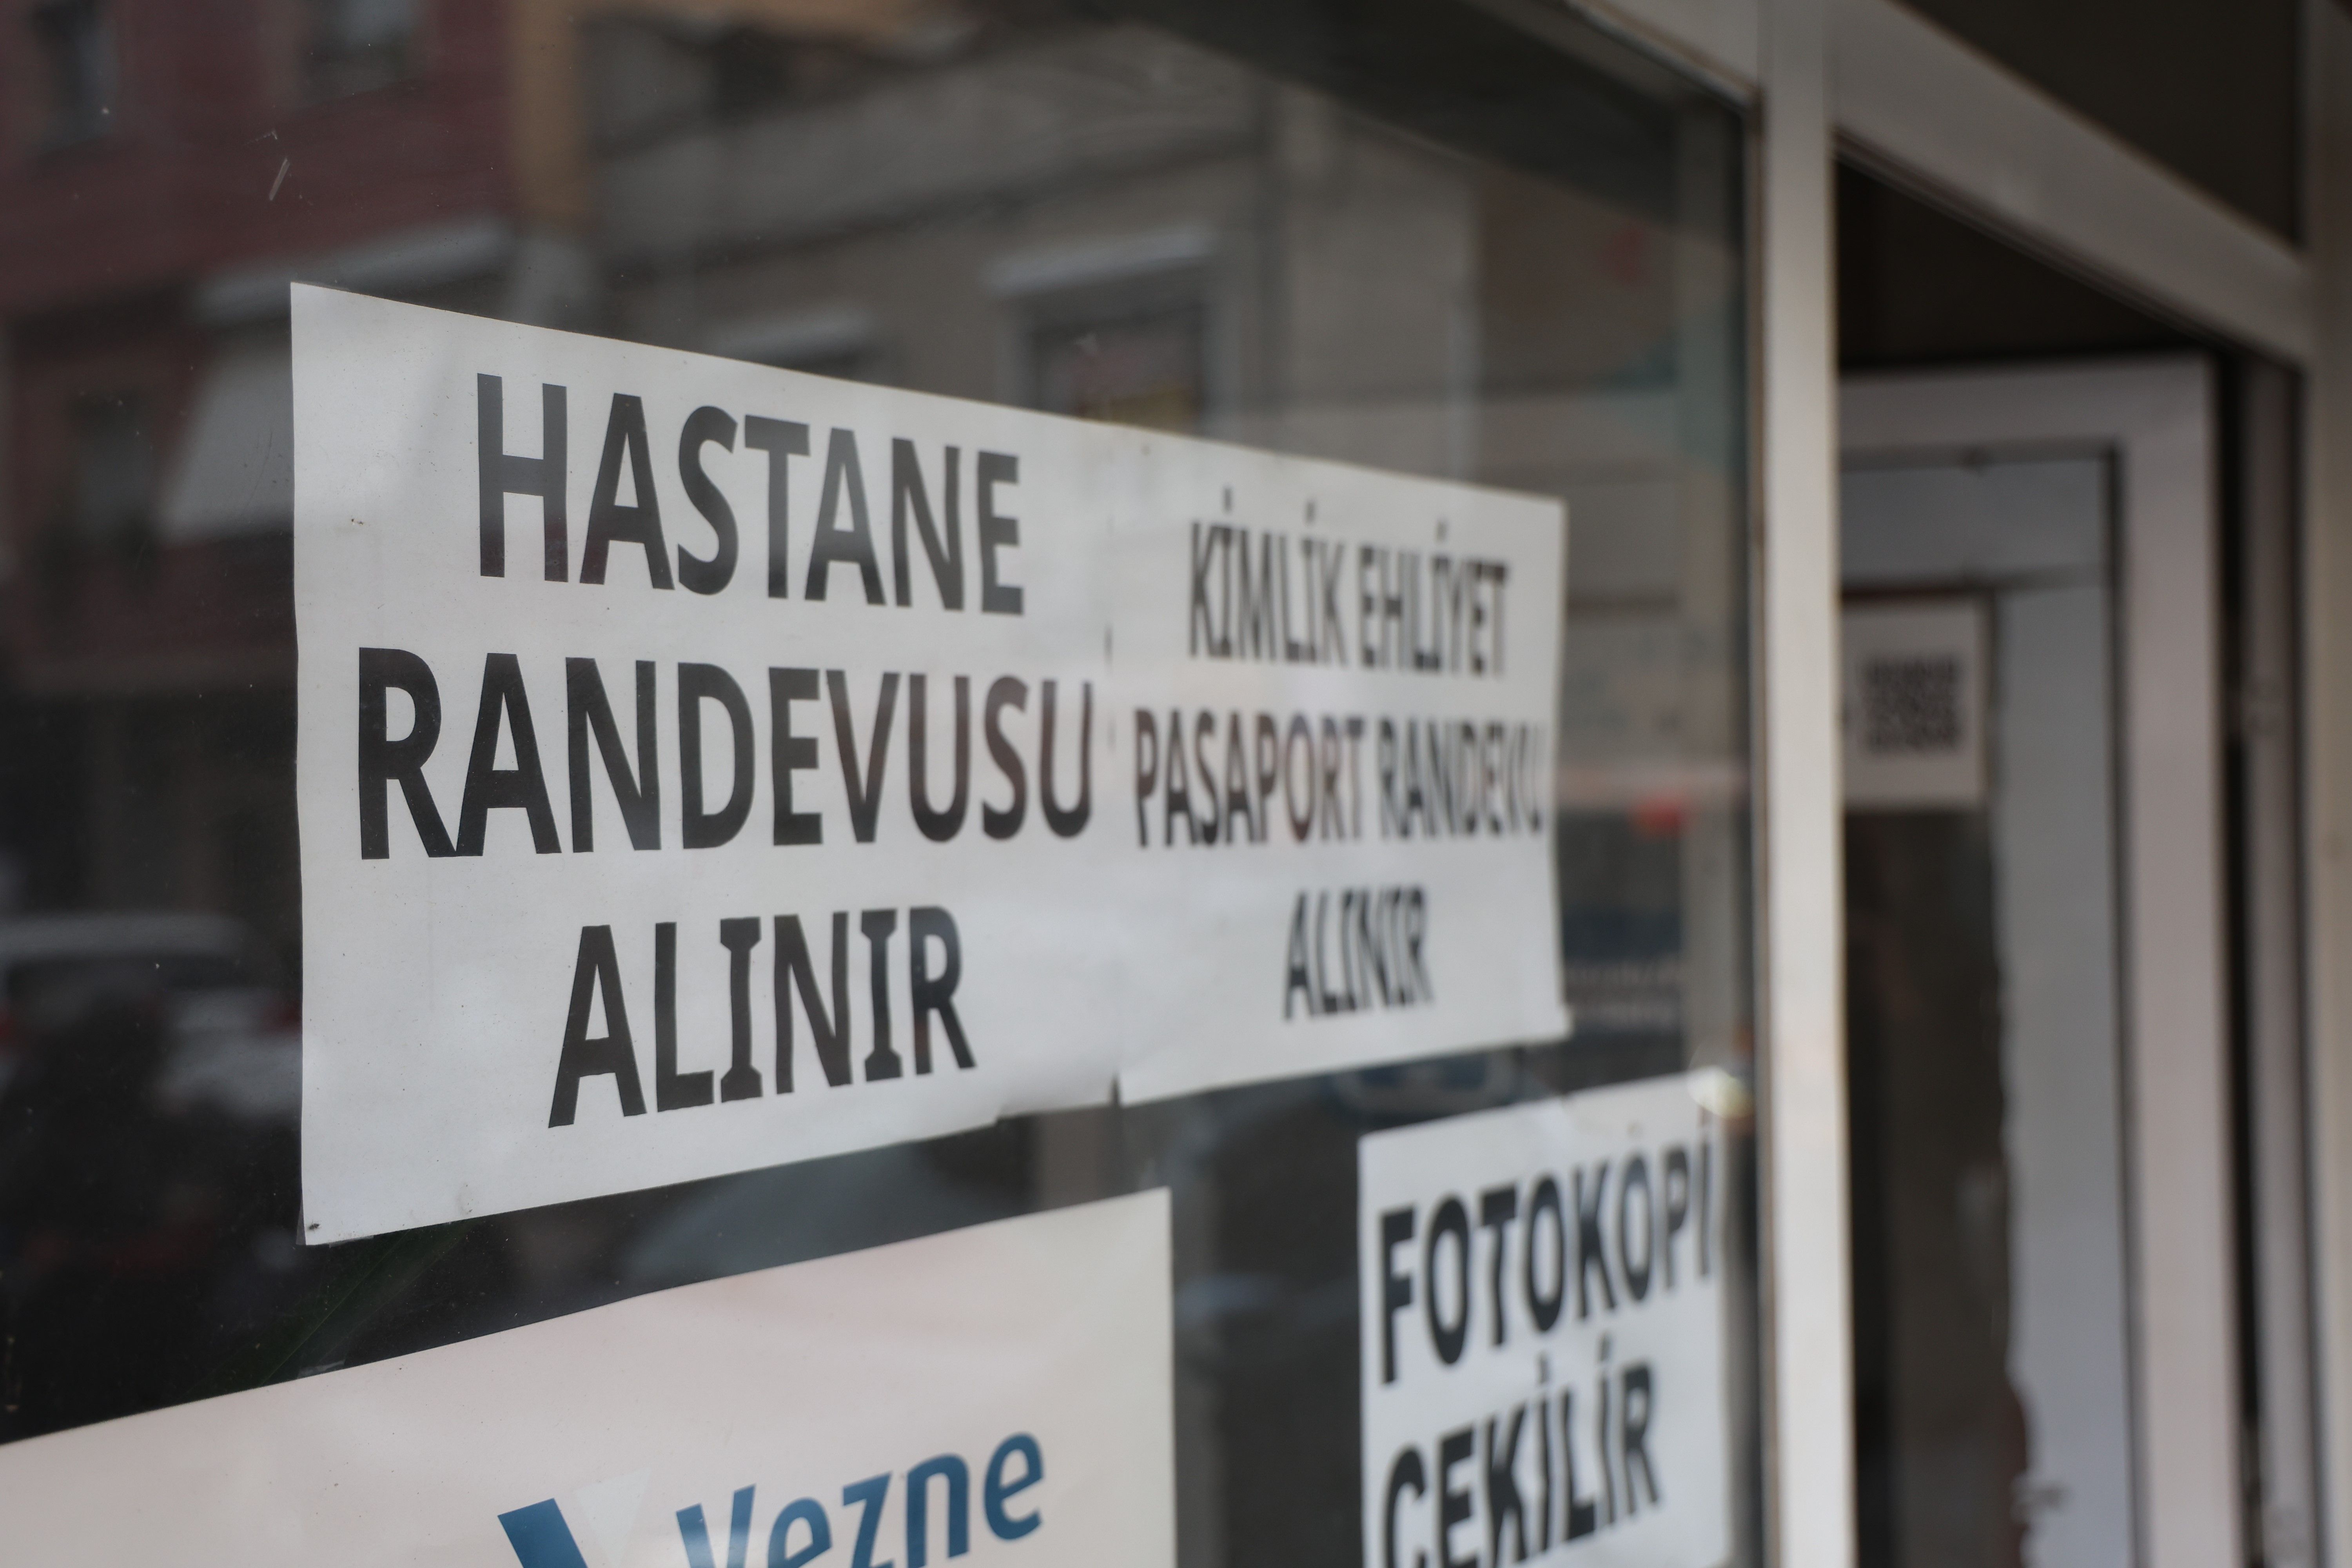 HASTANE
RANDEVUSU
ALINIR
KİMLİK EHLİYET
PASAPORT RANDEVU
ALINIR
FOTOKOPİ
ÇEKİLİR
Vezne